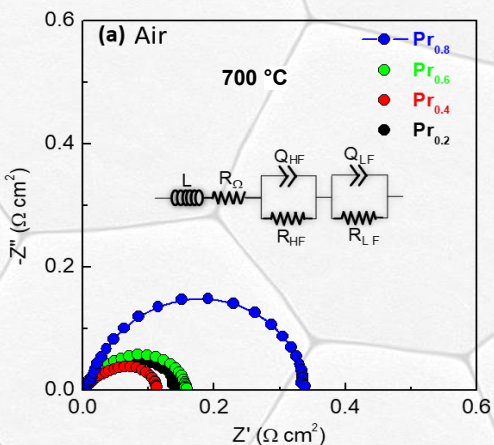 (a) Air
700 °C
Pr0.8
Pr0.6
Pr0.4
Pr0.2
L
RΩ
QHF
RHF
QLF
RLF
0.6
0.4
0.2
0.0
0.0
0.2
0.4
0.6
-Z'' (Ω cm²)
Z' (Ω cm²)